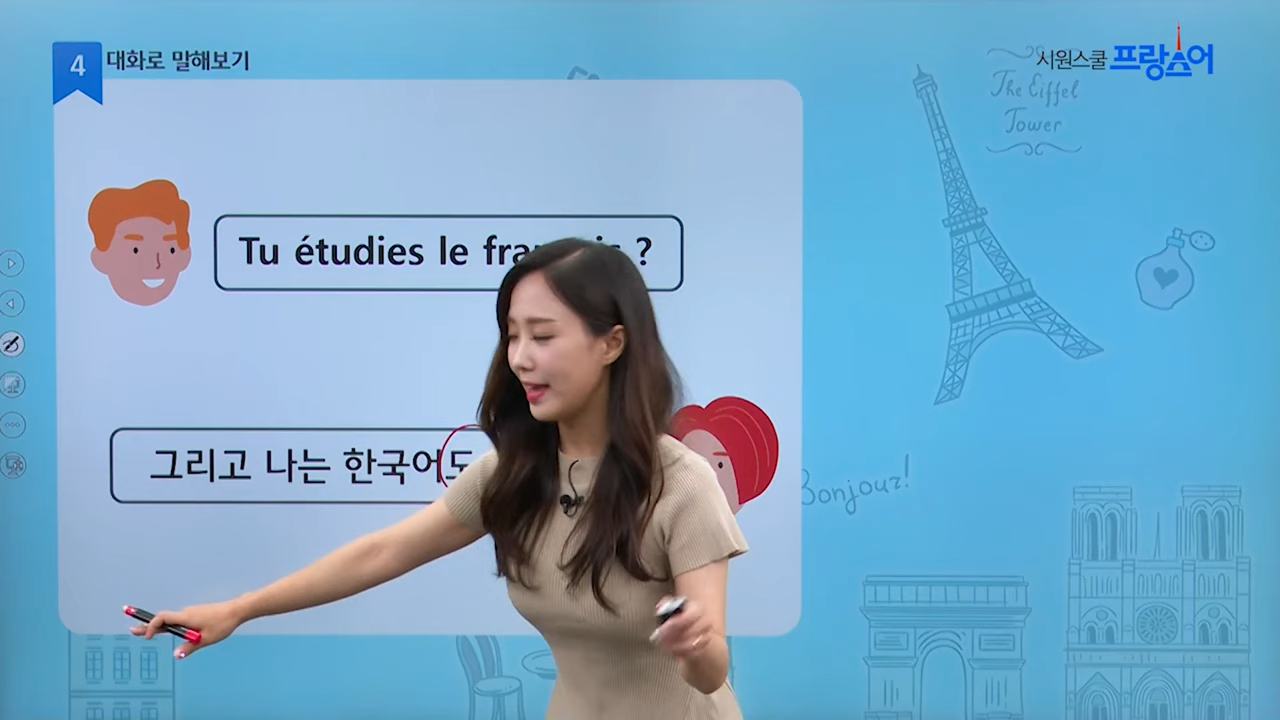 4 대화로 말해보기
시원스쿨 프랑스어
The Eiffel
Tower
Tu étudies le ?
그리고 나는 한국어도
Bonjour!